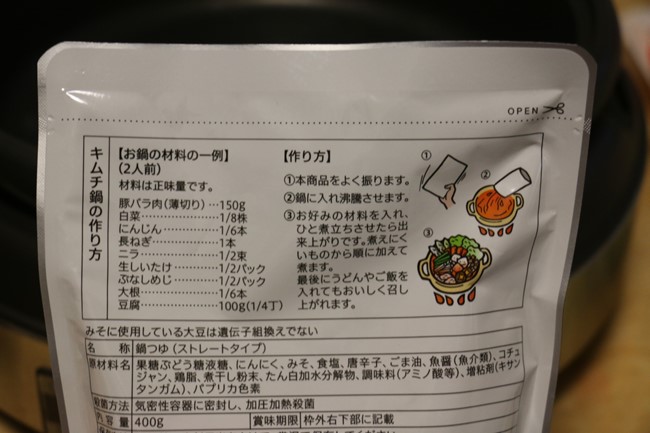 OPEN
キムチ鍋の作り方
【お鍋の材料の一例】
(2人前)
材料は正味量です。
豚バラ肉(薄切り)…150g
白菜…………………1/8株
にんじん……………1/6本
長ねぎ………………1本
ニラ…………………1/2束
生しいたけ…………1/2パック
ぶなしめじ…………1/2パック
大根…………………1/6本
豆腐…………………100g(1/4丁)
【作り方】
①本商品をよく振ります。
②鍋に入れ沸騰させます。
③お好みの材料を入れ、
ひと煮立ちさせたら出
来上がりです。煮えにく
いものから順に加えて
煮ます。
最後にうどんやご飯を
入れてもおいしく召し
上がれます。
①
②
③
みそに使用している大豆は遺伝子組換えでない
名 称 鍋つゆ(ストレートタイプ)
原材料名 果糖ぶどう糖液糖、にんにく、みそ、食塩、唐辛子、ごま油、魚醤(魚介類)、コチュ
ジャン、鶏脂、煮干し粉末、たん白加水分解物、調味料(アミノ酸等)、増粘剤(キサン
タンガム)、パプリカ色素
殺菌方法 気密性容器に密封し、加圧加熱殺菌
内容量 400g 賞味期限 枠外右下部に記載